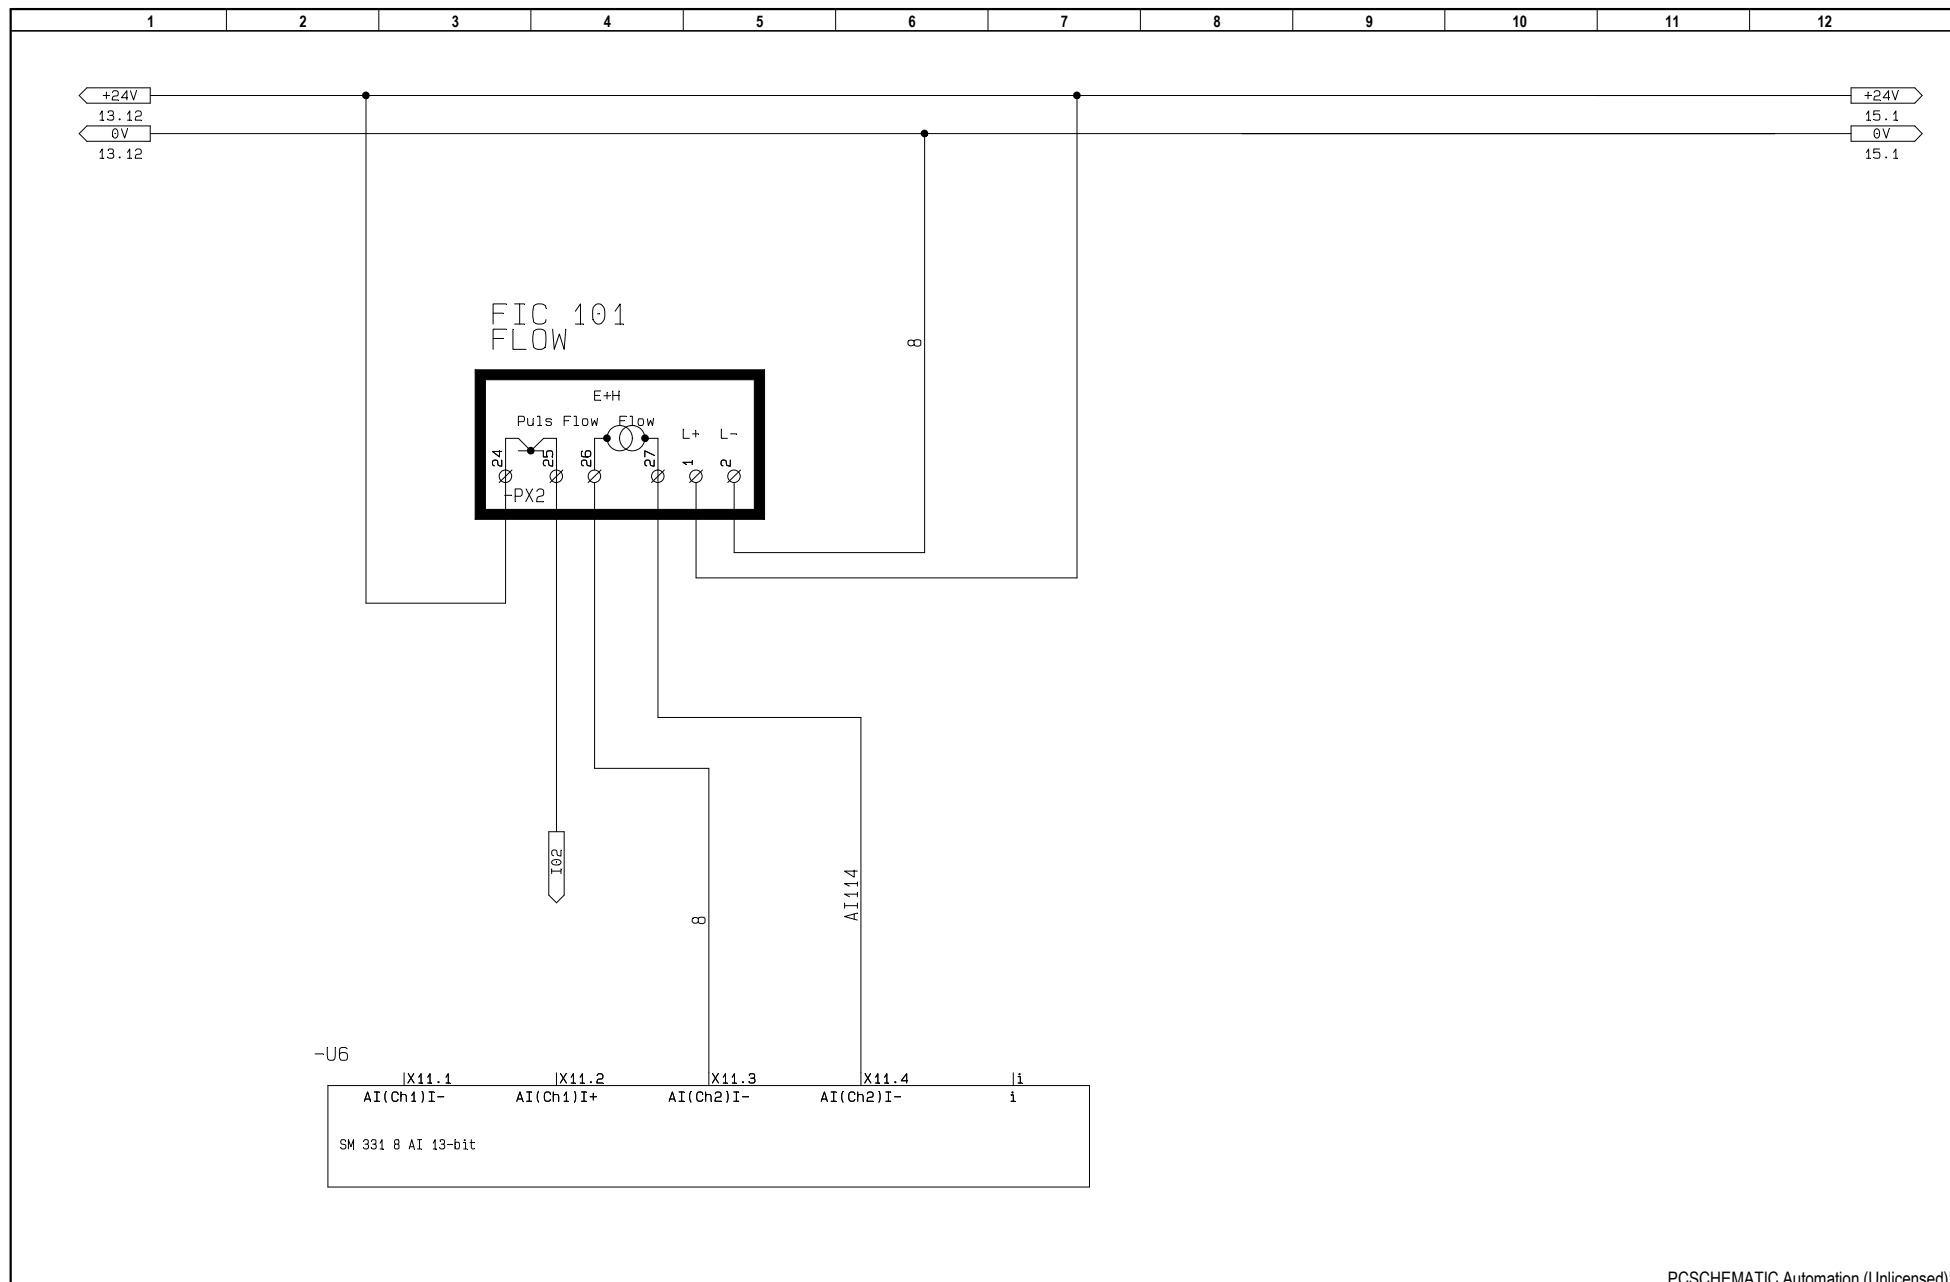 1 2 3 4 5 6 7 8 9 10 11 12
+24V +24V
13.12 15.1
0V 0V
13.12 15.1
FIC 101
FLOW
8
E+H
Puls Flow Flow
L+ L-
24 25 26 27 1 2
-PX2
I02
AI114
8
-U6
X11.1 X11.2 X11.3 X11.4 i
AI(Ch1)I- AI(Ch1)I+ AI(Ch2)I- AI(Ch2)I- i
SM 331 8 AI 13-bit
PCSCHEMATIC Automation (Unlicensed)